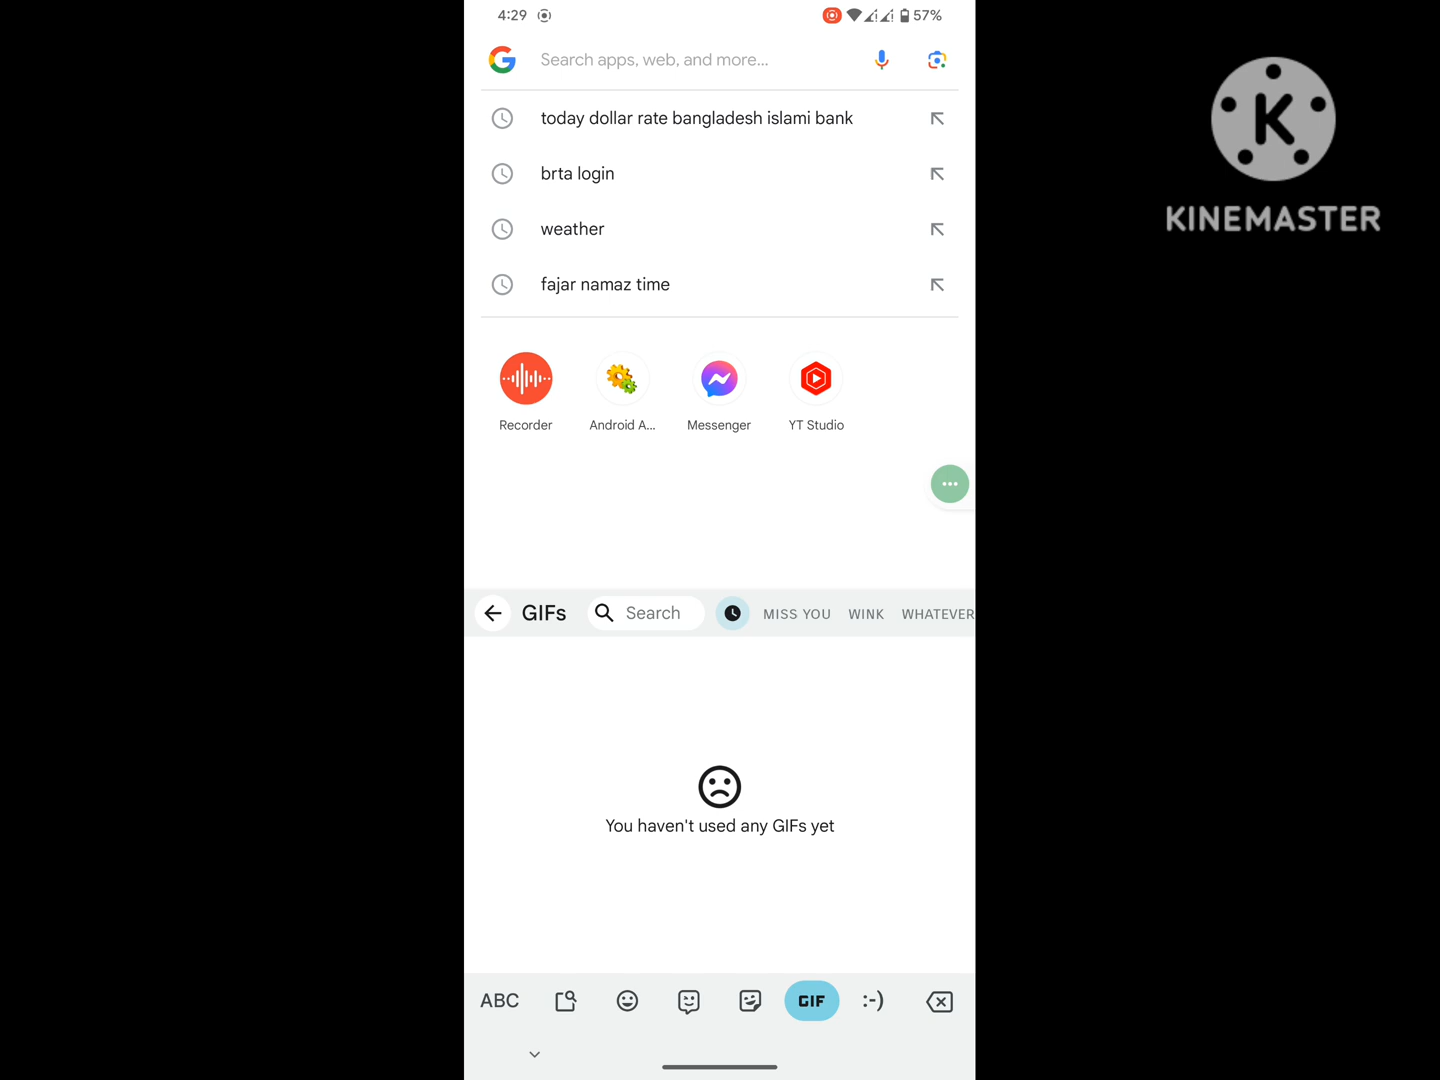 4:29
57%
Search apps, web, and more...
today dollar rate bangladesh islami bank
brta login
weather
fajar namaz time
Recorder
Android A...
Messenger
YT Studio
GIFs
Search
MISS YOU
WINK
WHATEVER
You haven't used any GIFs yet
ABC
GIF
:-)
K
KINEMASTER